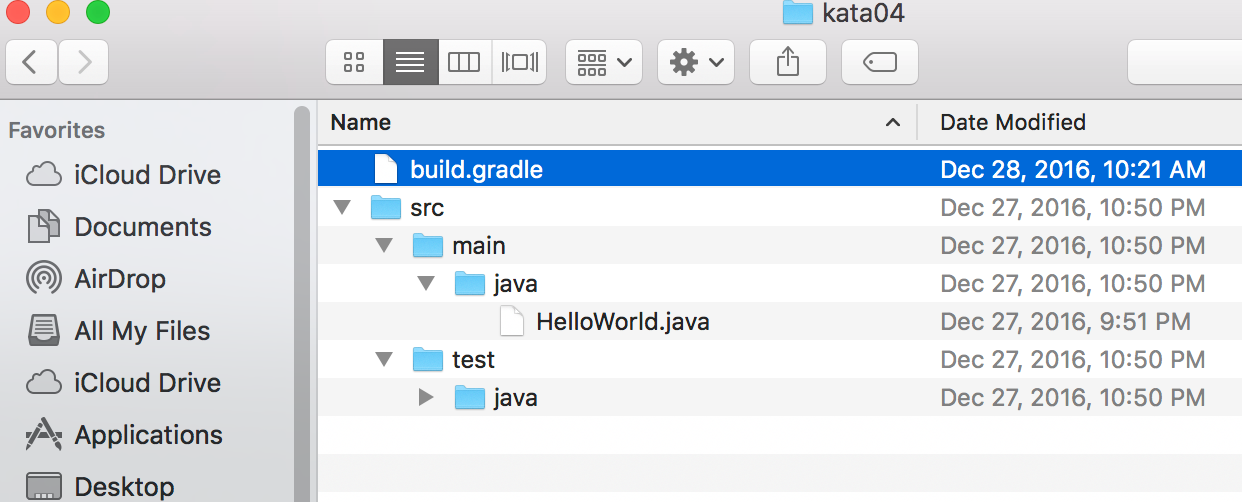 kata04
Favorites
iCloud Drive
Documents
AirDrop
All My Files
iCloud Drive
Applications
Desktop
Name Date Modified
build.gradle Dec 28, 2016, 10:21 AM
src Dec 27, 2016, 10:50 PM
main Dec 27, 2016, 10:50 PM
java Dec 27, 2016, 10:50 PM
HelloWorld.java Dec 27, 2016, 9:51 PM
test Dec 27, 2016, 10:50 PM
java Dec 27, 2016, 10:50 PM